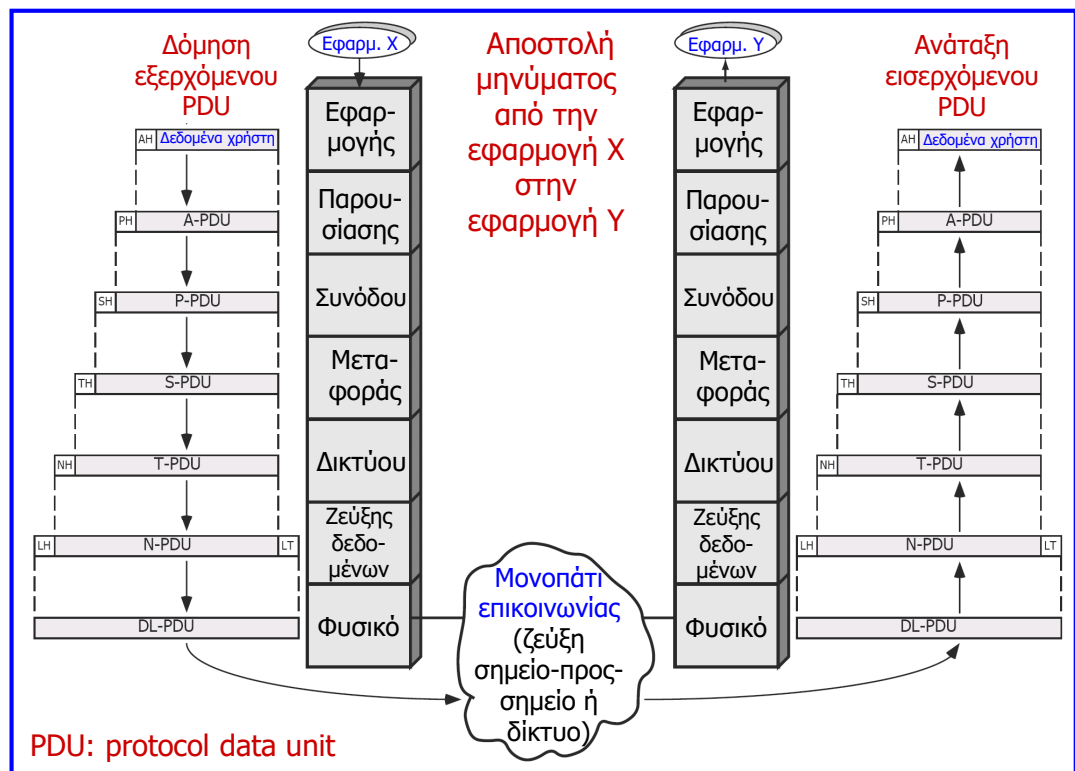 Δόμηση
εξερχόμενου
PDU
Εφαρμ. X
Αποστολή
μηνύματος
από την
εφαρμογή X
στην
εφαρμογή Y
Εφαρμ. Y
Ανάταξη
εισερχόμενου
PDU
AH Δεδομένα χρήστη
PH A-PDU
SH P-PDU
TH S-PDU
NH T-PDU
LH N-PDU LT
DL-PDU
Εφαρ-
μογής
Παρου-
σίασης
Συνόδου
Μετα-
φοράς
Δικτύου
Ζεύξης
δεδο-
μένων
Φυσικό
Μονοπάτι
επικοινωνίας
(ζεύξη
σημείο-προς-
σημείο ή
δίκτυο)
Εφαρ-
μογής
Παρου-
σίασης
Συνόδου
Μετα-
φοράς
Δικτύου
Ζεύξης
δεδο-
μένων
Φυσικό
AH Δεδομένα χρήστη
PH A-PDU
SH P-PDU
TH S-PDU
NH T-PDU
LH N-PDU LT
DL-PDU
PDU: protocol data unit